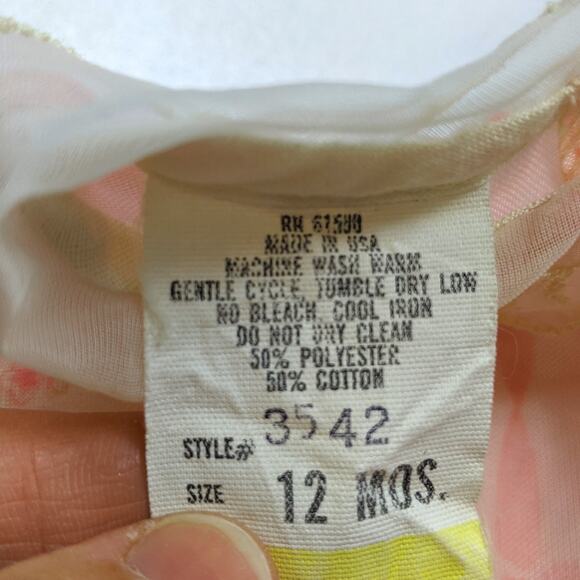 RN 61500
MADE IN USA
MACHINE WASH WARM
GENTLE CYCLE, TUMBLE DRY LOW
NO BLEACH, COOL IRON
DO NOT DRY CLEAN
50% POLYESTER
50% COTTON
STYLE# 3542
SIZE 12 MOS.